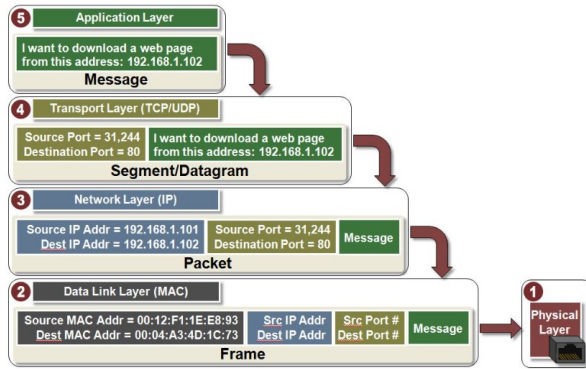 5 Application Layer
I want to download a web page
from this address: 192.168.1.102
Message
4 Transport Layer (TCP/UDP)
Source Port = 31,244
Destination Port = 80
I want to download a web page
from this address: 192.168.1.102
Segment/Datagram
3 Network Layer (IP)
Source IP Addr = 192.168.1.101
Dest IP Addr = 192.168.1.102
Source Port = 31,244
Destination Port = 80
Message
Packet
2 Data Link Layer (MAC)
Source MAC Addr = 00:12:F1:1E:E8:93
Dest MAC Addr = 00:04:A3:4D:1C:73
Src IP Addr
Dest IP Addr
Src Port #
Dest Port #
Message
Frame
1
Physical
Layer